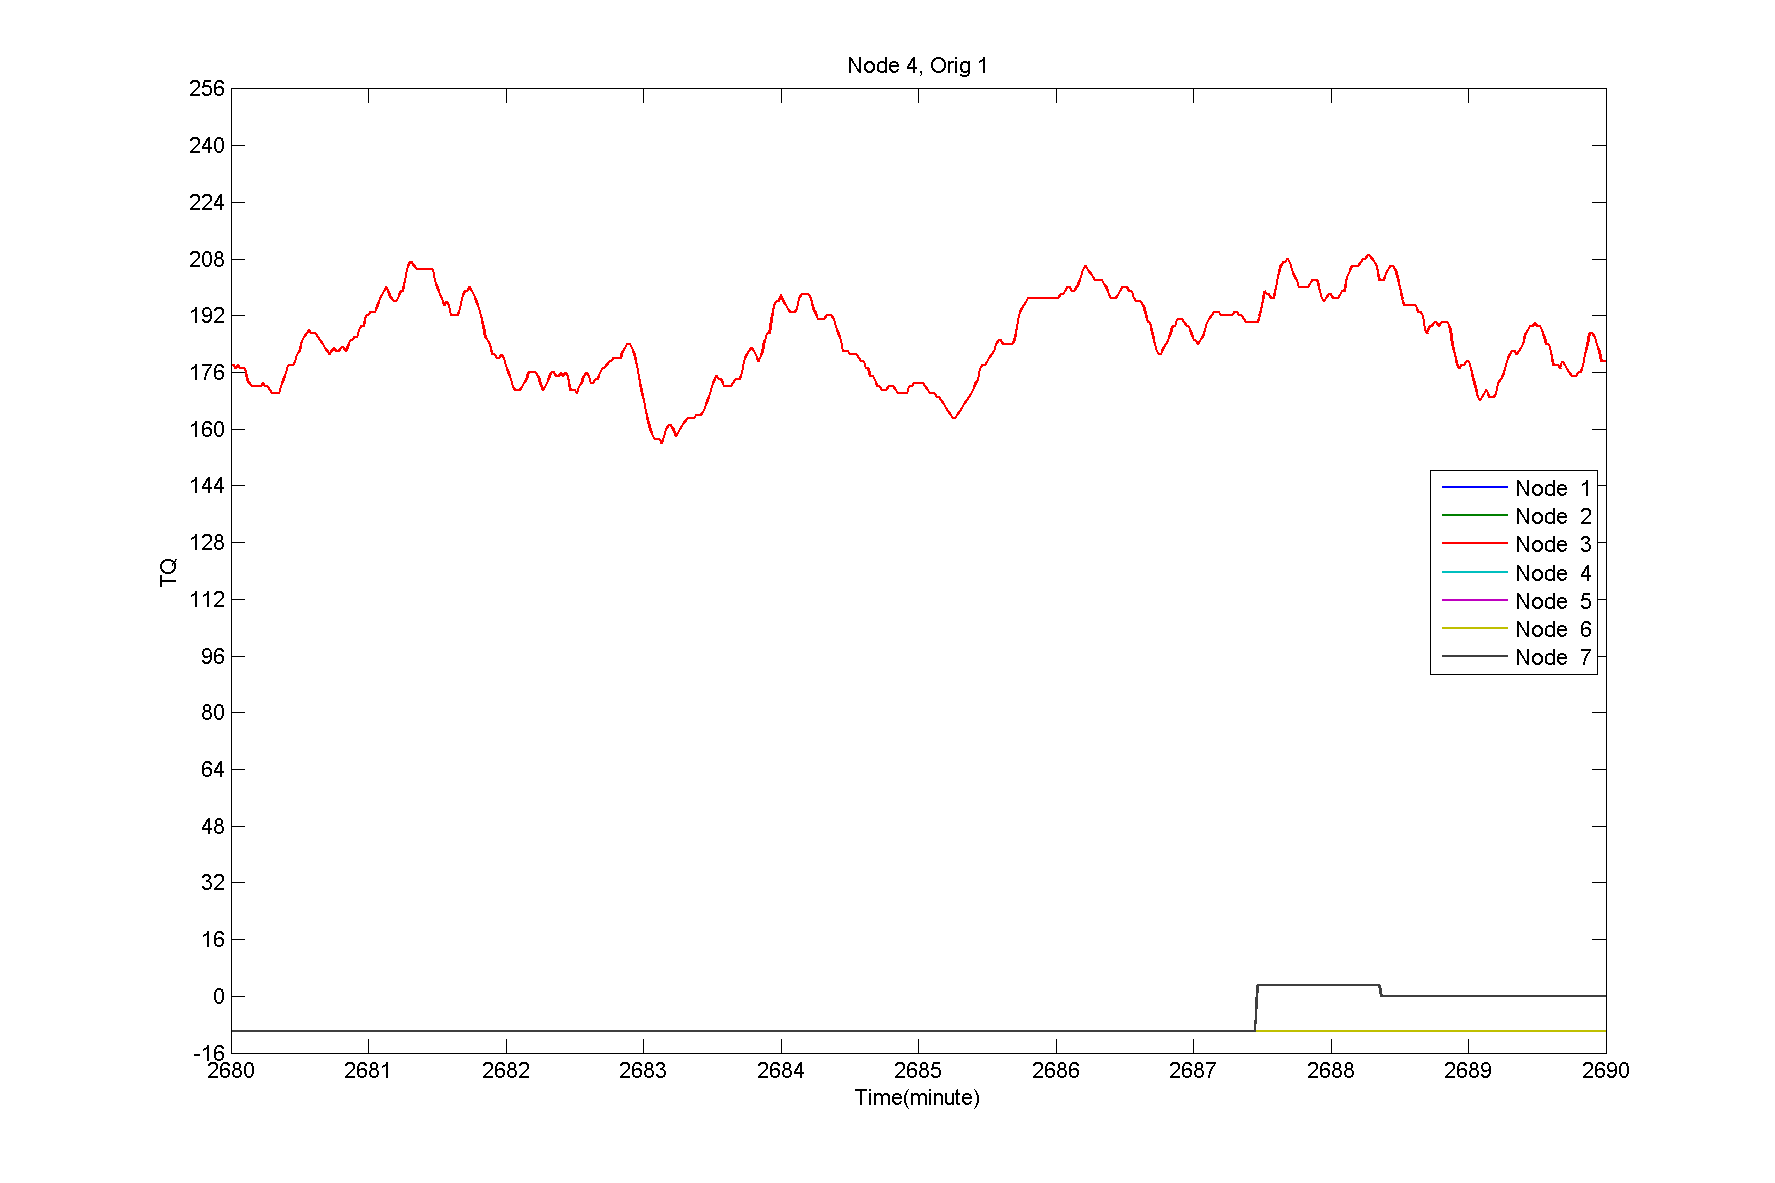 Node 4, Orig 1
256
240
224
208
192
176
160
144
128
112
96
80
64
48
32
16
0
-16
TQ
Node 1
Node 2
Node 3
Node 4
Node 5
Node 6
Node 7
2680 2681 2682 2683 2684 2685 2686 2687 2688 2689 2690
Time(minute)